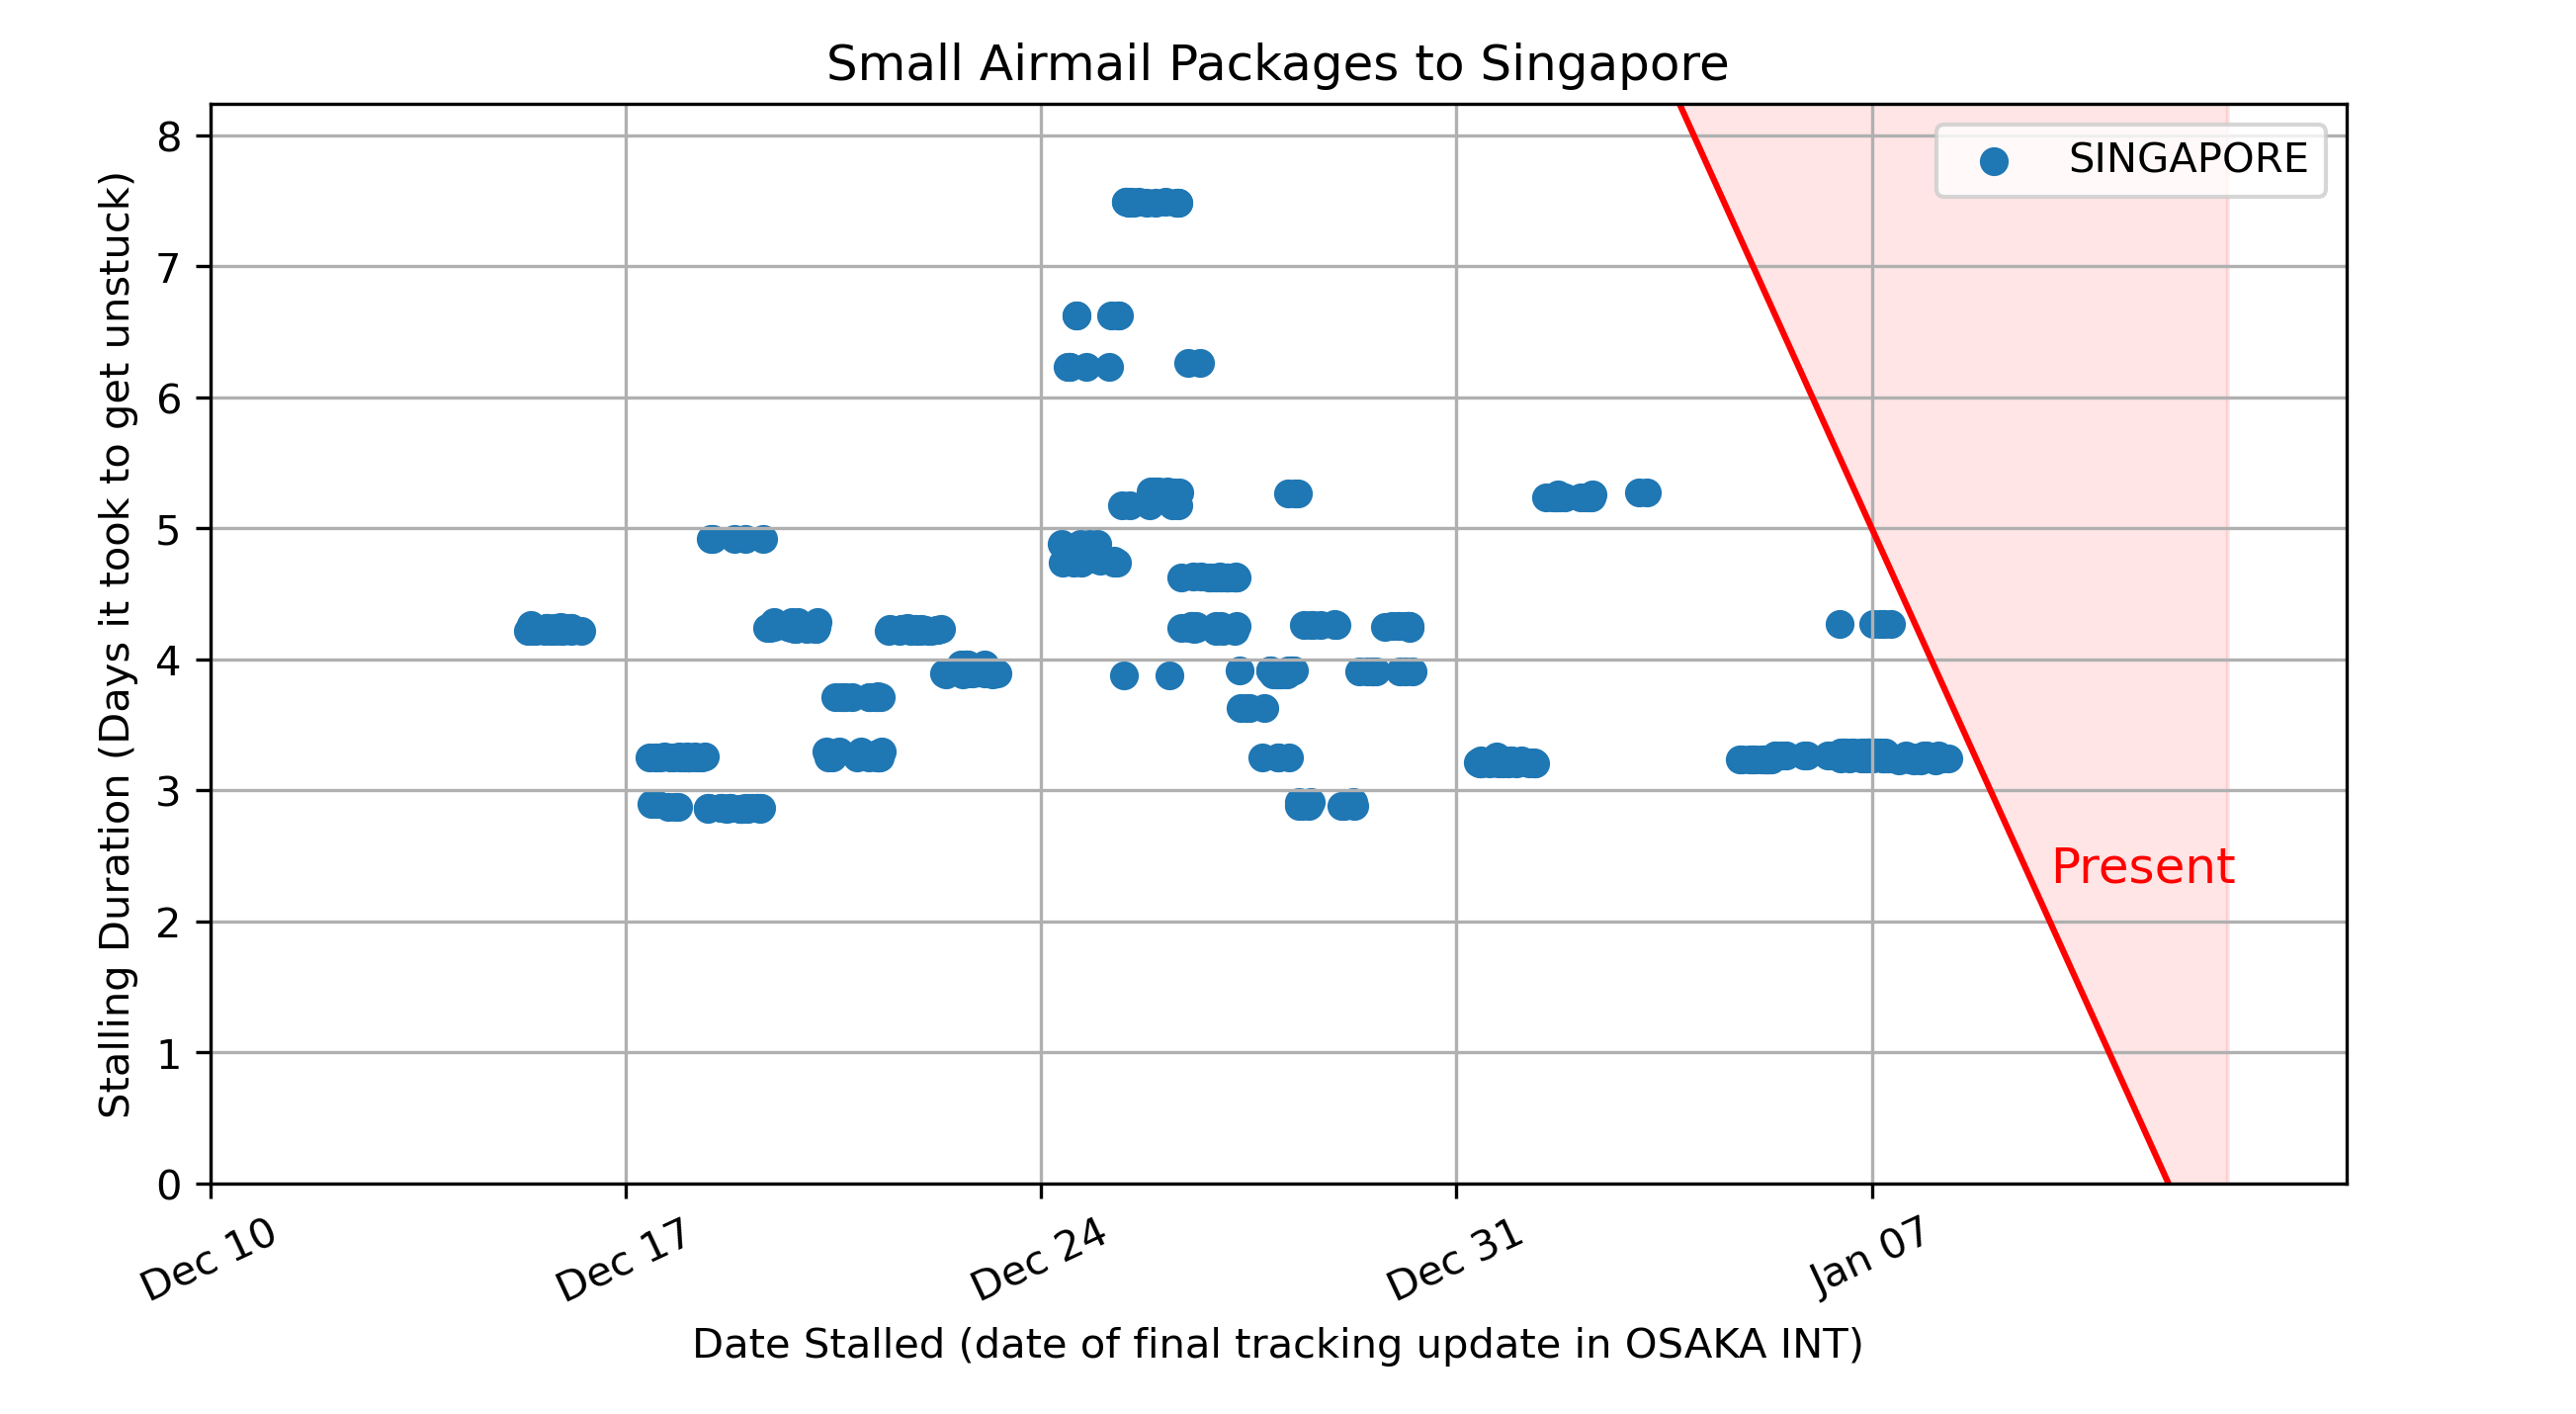 Small Airmail Packages to Singapore
SINGAPORE
8
7
6
5
4
3
2
1
0
Stalling Duration (Days it took to get unstuck)
Present
Dec 10
Dec 17
Dec 24
Dec 31
Jan 07
Date Stalled (date of final tracking update in OSAKA INT)